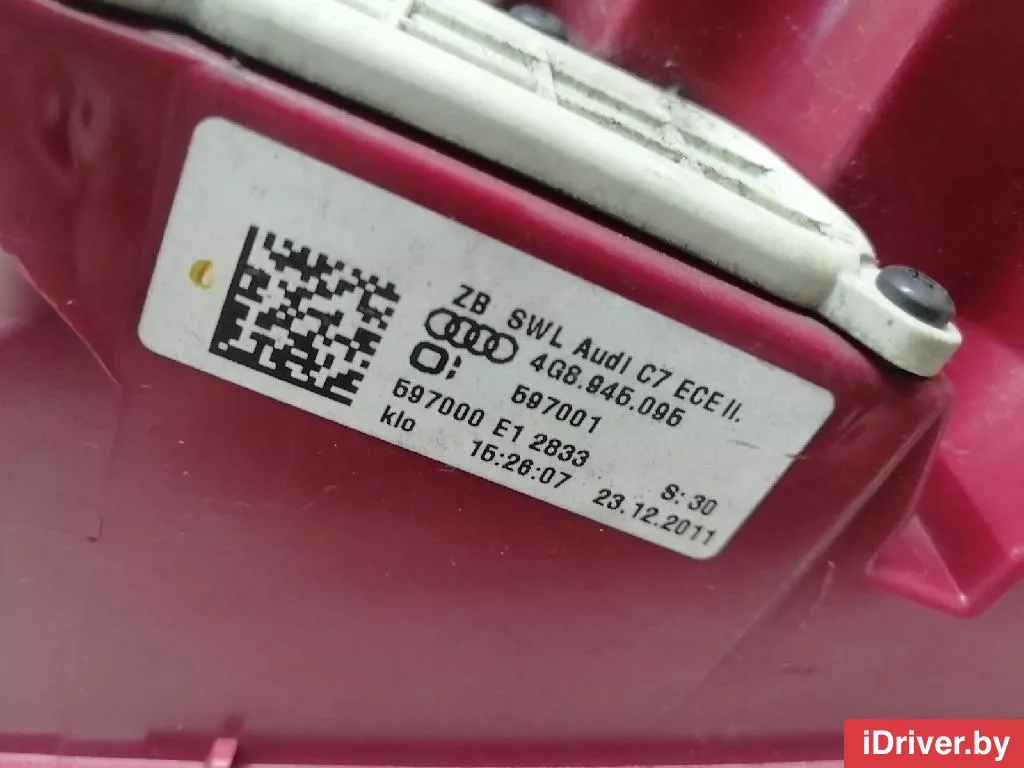 ZB SWL Audi C7 ECE II.
4G8.945.095
597001
597000 E1 2833
klo
S: 30
15:26:07 23.12.2011
iDriver.by